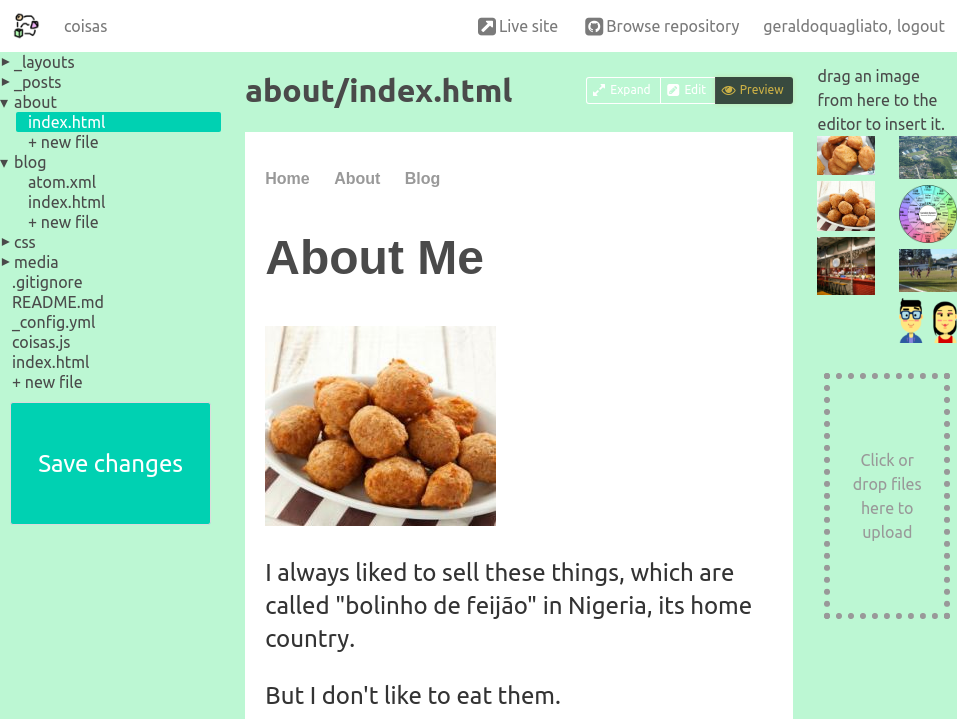 coisas
Live site
Browse repository
geraldoquagliato, logout
_layouts
_posts
about
index.html
+ new file
blog
atom.xml
index.html
+ new file
css
media
.gitignore
README.md
_config.yml
coisas.js
index.html
+ new file
Save changes
about/index.html
Expand
Edit
Preview
Home
About
Blog
About Me
I always liked to sell these things, which are
called "bolinho de feijão" in Nigeria, its home
country.
But I don't like to eat them.
drag an image
from here to the
editor to insert it.
Click or
drop files
here to
upload